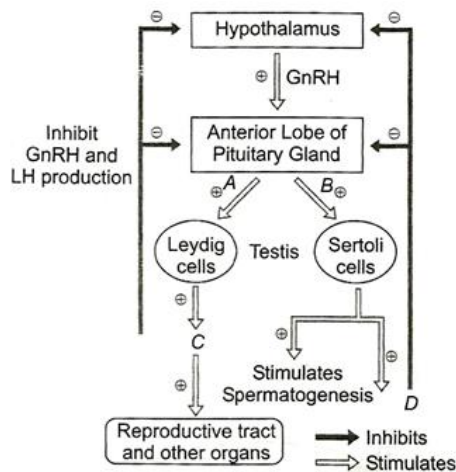 ⊖
Hypothalamus
⊖
⊕
GnRH
Inhibit
GnRH and
LH production
⊖
Anterior Lobe of
Pituitary Gland
⊖
⊕
A
B
⊕
Leydig
cells
Testis
Sertoli
cells
⊕
C
⊕
⊕
Stimulates
Spermatogenesis
D
⊕
Reproductive tract
and other organs
Inhibits
Stimulates